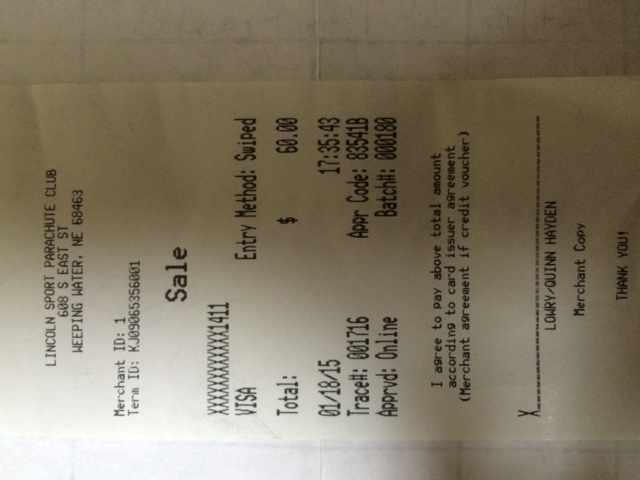 LINCOLN SPORT PARACHUTE CLUB
608 S EAST ST
WEEPING WATER, NE 68463
Merchant ID: 1
Term ID: KJ09065356001
Sale
XXXXXXXXXXXX1411
VISA Entry Method: Swiped
Total: $ 60.00
01/18/15 17:35:43
Trace#: 001716 Appr Code: 83541B
Apprvd: Online Batch#: 000180
I agree to pay above total amount
according to card issuer agreement
(Merchant agreement if credit voucher)
X
LOWRY/QUINN HAYDEN
Merchant Copy
THANK YOU!